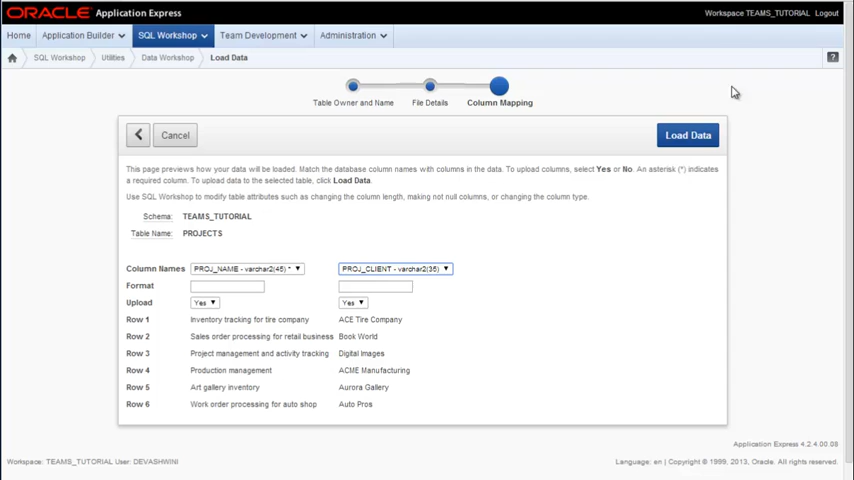 ORACLE Application Express
Workspace TEAMS_TUTORIAL Logout
Home Application Builder SQL Workshop Team Development Administration
SQL Workshop Utilities Data Workshop Load Data
?
Table Owner and Name File Details Column Mapping
Cancel Load Data
This page previews how your data will be loaded. Match the database column names with columns in the data. To upload columns, select Yes or No. An asterisk (*) indicates
a required column. To upload data to the selected table, click Load Data.
Use SQL Workshop to modify table attributes such as changing the column length, making not null columns, or changing the column type.
Schema: TEAMS_TUTORIAL
Table Name: PROJECTS
Column Names PROJ_NAME - varchar2(45) * PROJ_CLIENT - varchar2(35)
Format
Upload Yes Yes
Row 1 Inventory tracking for tire company ACE Tire Company
Row 2 Sales order processing for retail business Book World
Row 3 Project management and activity tracking Digital Images
Row 4 Production management ACME Manufacturing
Row 5 Art gallery inventory Aurora Gallery
Row 6 Work order processing for auto shop Auto Pros
Application Express 4.2.4.00.08
Workspace: TEAMS_TUTORIAL User: DEVASHWINI Language: en | Copyright © 1999, 2013, Oracle. All rights reserved.